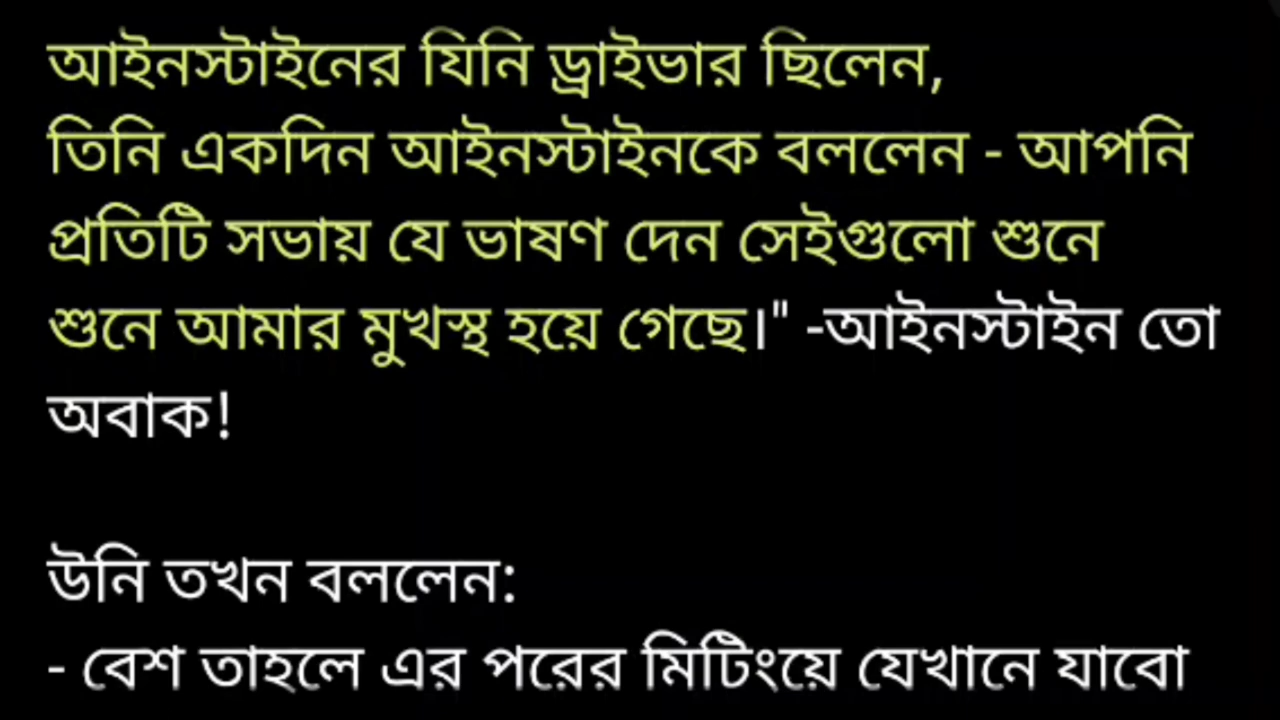 আইনস্টাইনের যিনি ড্রাইভার ছিলেন,
তিনি একদিন আইনস্টাইনকে বললেন - আপনি
প্রতিটি সভায় যে ভাষণ দেন সেইগুলো শুনে
শুনে আমার মুখস্থ হয়ে গেছে।" -আইনস্টাইন তো
অবাক!
উনি তখন বললেন:
- বেশ তাহলে এর পরের মিটিংয়ে যেখানে যাবো